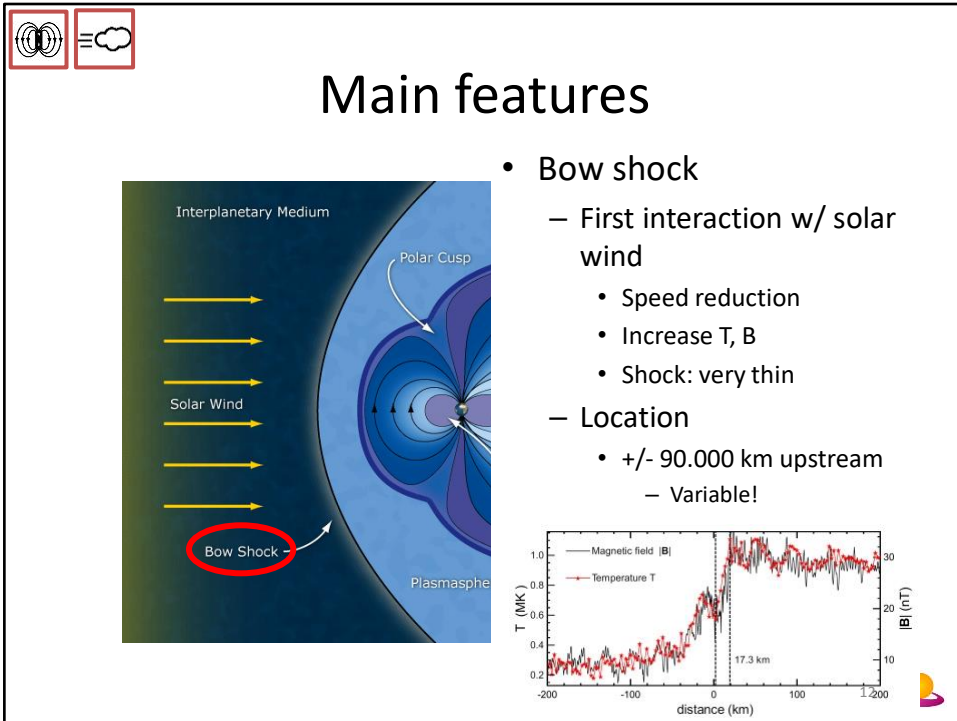 Main features
Interplanetary Medium
Polar Cusp
Solar Wind
Bow Shock
Plasmasphe
• Bow shock
– First interaction w/ solar
wind
• Speed reduction
• Increase T, B
• Shock: very thin
– Location
• +/- 90.000 km upstream
– Variable!
Magnetic field |B|
Temperature T
17.3 km
T (MK)
1.0
0.8
0.6
0.4
0.2
|B| (nT)
30
20
10
-200 -100 0 100 200
distance (km)
12